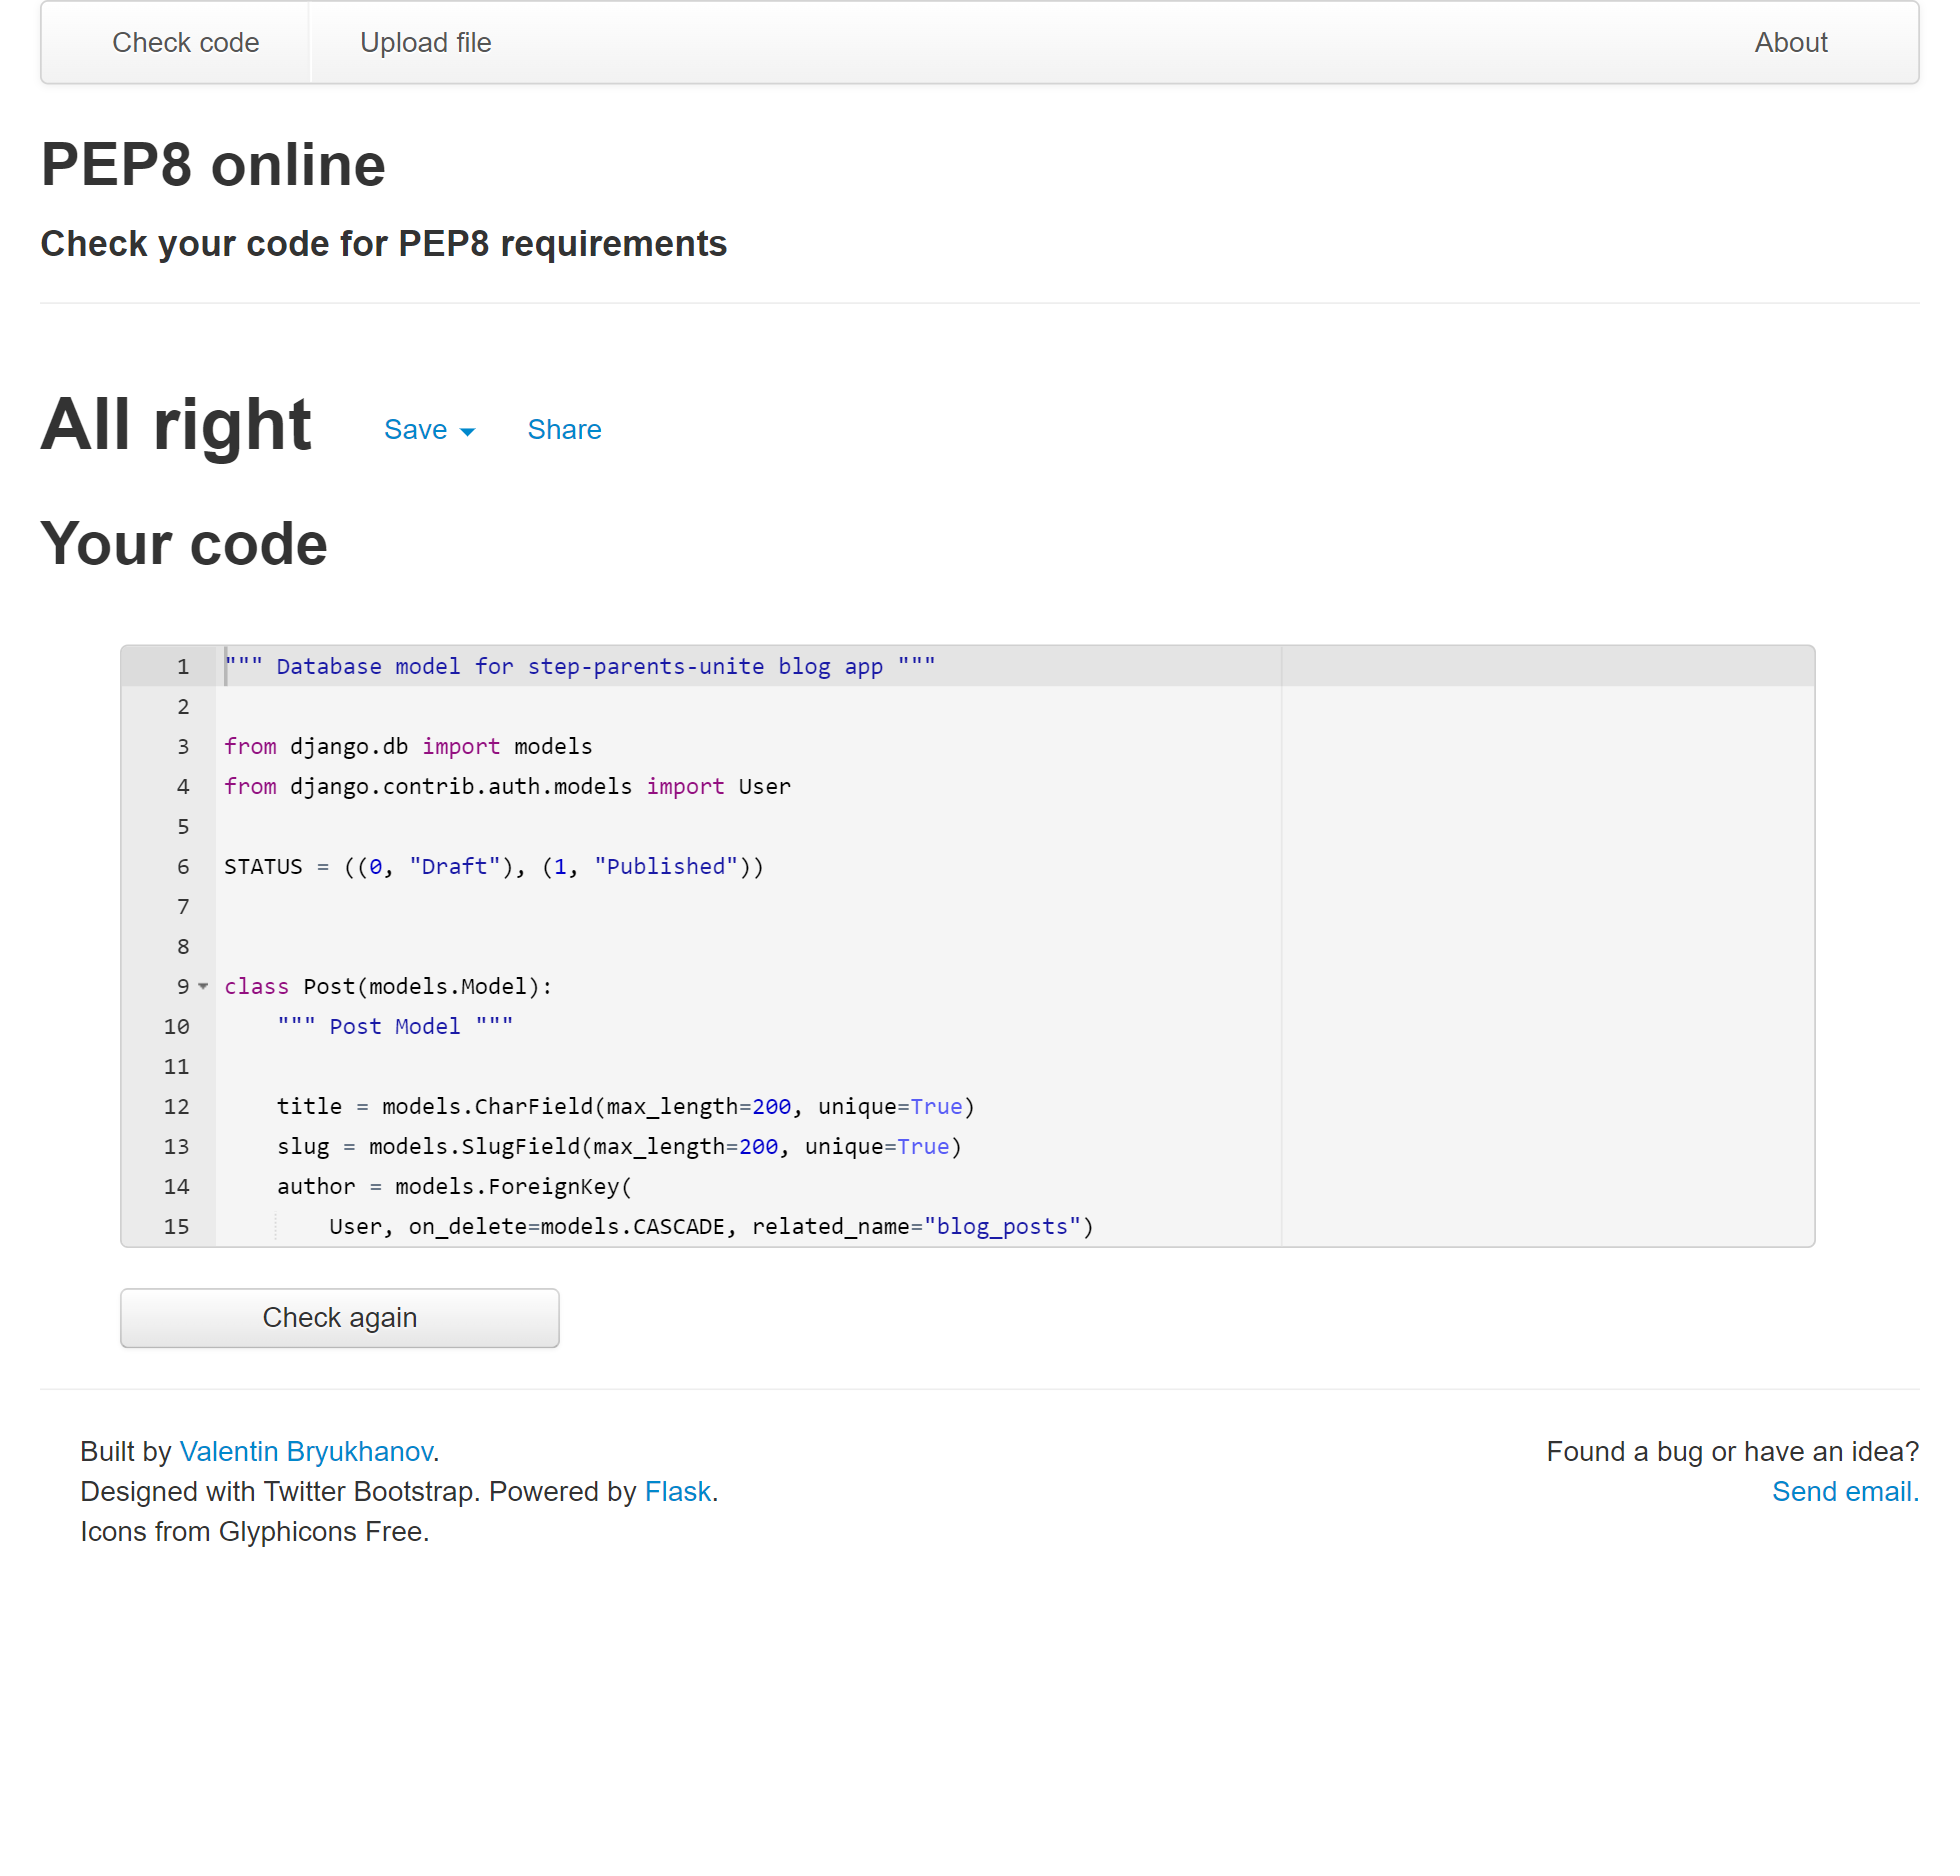 Check code Upload file About
PEP8 online
Check your code for PEP8 requirements
All right Save Share
Your code
1 """ Database model for step-parents-unite blog app """
2
3 from django.db import models
4 from django.contrib.auth.models import User
5
6 STATUS = ((0, "Draft"), (1, "Published"))
7
8
9 class Post(models.Model):
10     """ Post Model """
11
12     title = models.CharField(max_length=200, unique=True)
13     slug = models.SlugField(max_length=200, unique=True)
14     author = models.ForeignKey(
15         User, on_delete=models.CASCADE, related_name="blog_posts")
Check again
Built by Valentin Bryukhanov.
Designed with Twitter Bootstrap. Powered by Flask.
Icons from Glyphicons Free.
Found a bug or have an idea?
Send email.